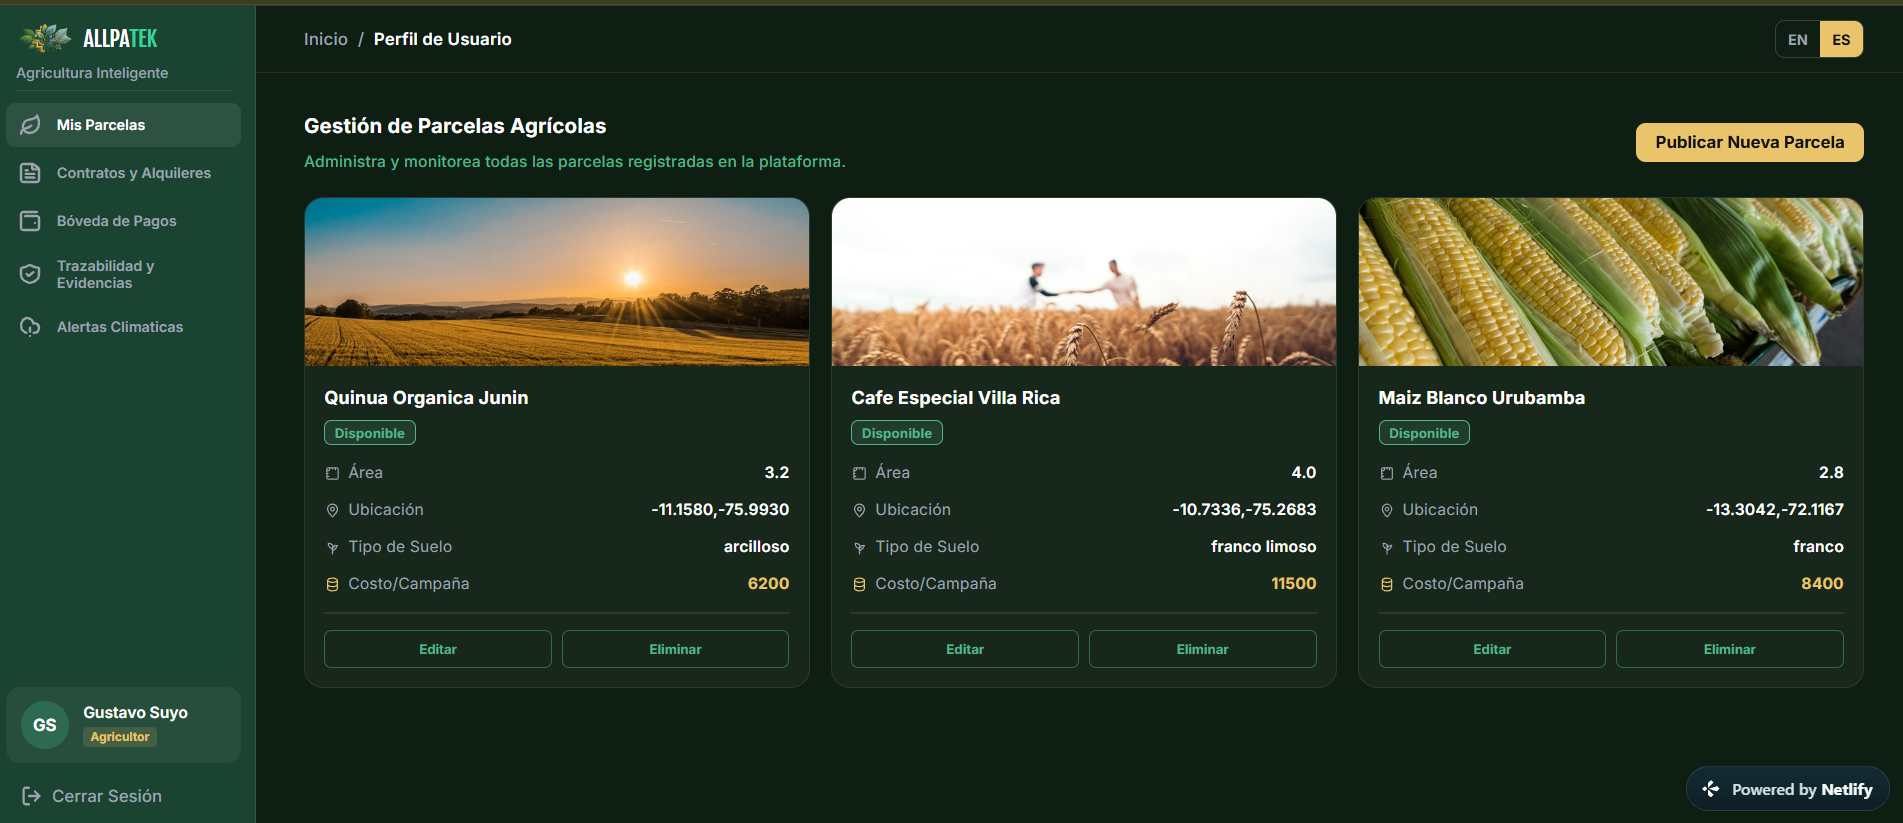 ALLPATEK
Agricultura Inteligente
Mis Parcelas
Contratos y Alquileres
Bóveda de Pagos
Trazabilidad y
Evidencias
Alertas Climaticas
GS
Gustavo Suyo
Agricultor
Cerrar Sesión
Inicio / Perfil de Usuario
EN ES
Gestión de Parcelas Agrícolas
Administra y monitorea todas las parcelas registradas en la plataforma.
Publicar Nueva Parcela
Quinua Organica Junin
Disponible
Área 3.2
Ubicación -11.1580,-75.9930
Tipo de Suelo arcilloso
Costo/Campaña 6200
Editar Eliminar
Cafe Especial Villa Rica
Disponible
Área 4.0
Ubicación -10.7336,-75.2683
Tipo de Suelo franco limoso
Costo/Campaña 11500
Editar Eliminar
Maiz Blanco Urubamba
Disponible
Área 2.8
Ubicación -13.3042,-72.1167
Tipo de Suelo franco
Costo/Campaña 8400
Editar Eliminar
Powered by Netlify